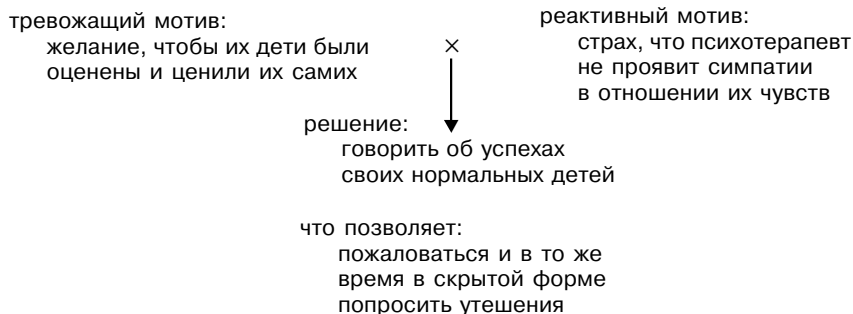 тревожащий мотив:
желание, чтобы их дети были
оценены и ценили их самих
×
реактивный мотив:
страх, что психотерапевт
не проявит симпатии
в отношении их чувств
решение:
говорить об успехах
своих нормальных детей
что позволяет:
пожаловаться и в то же
время в скрытой форме
попросить утешения